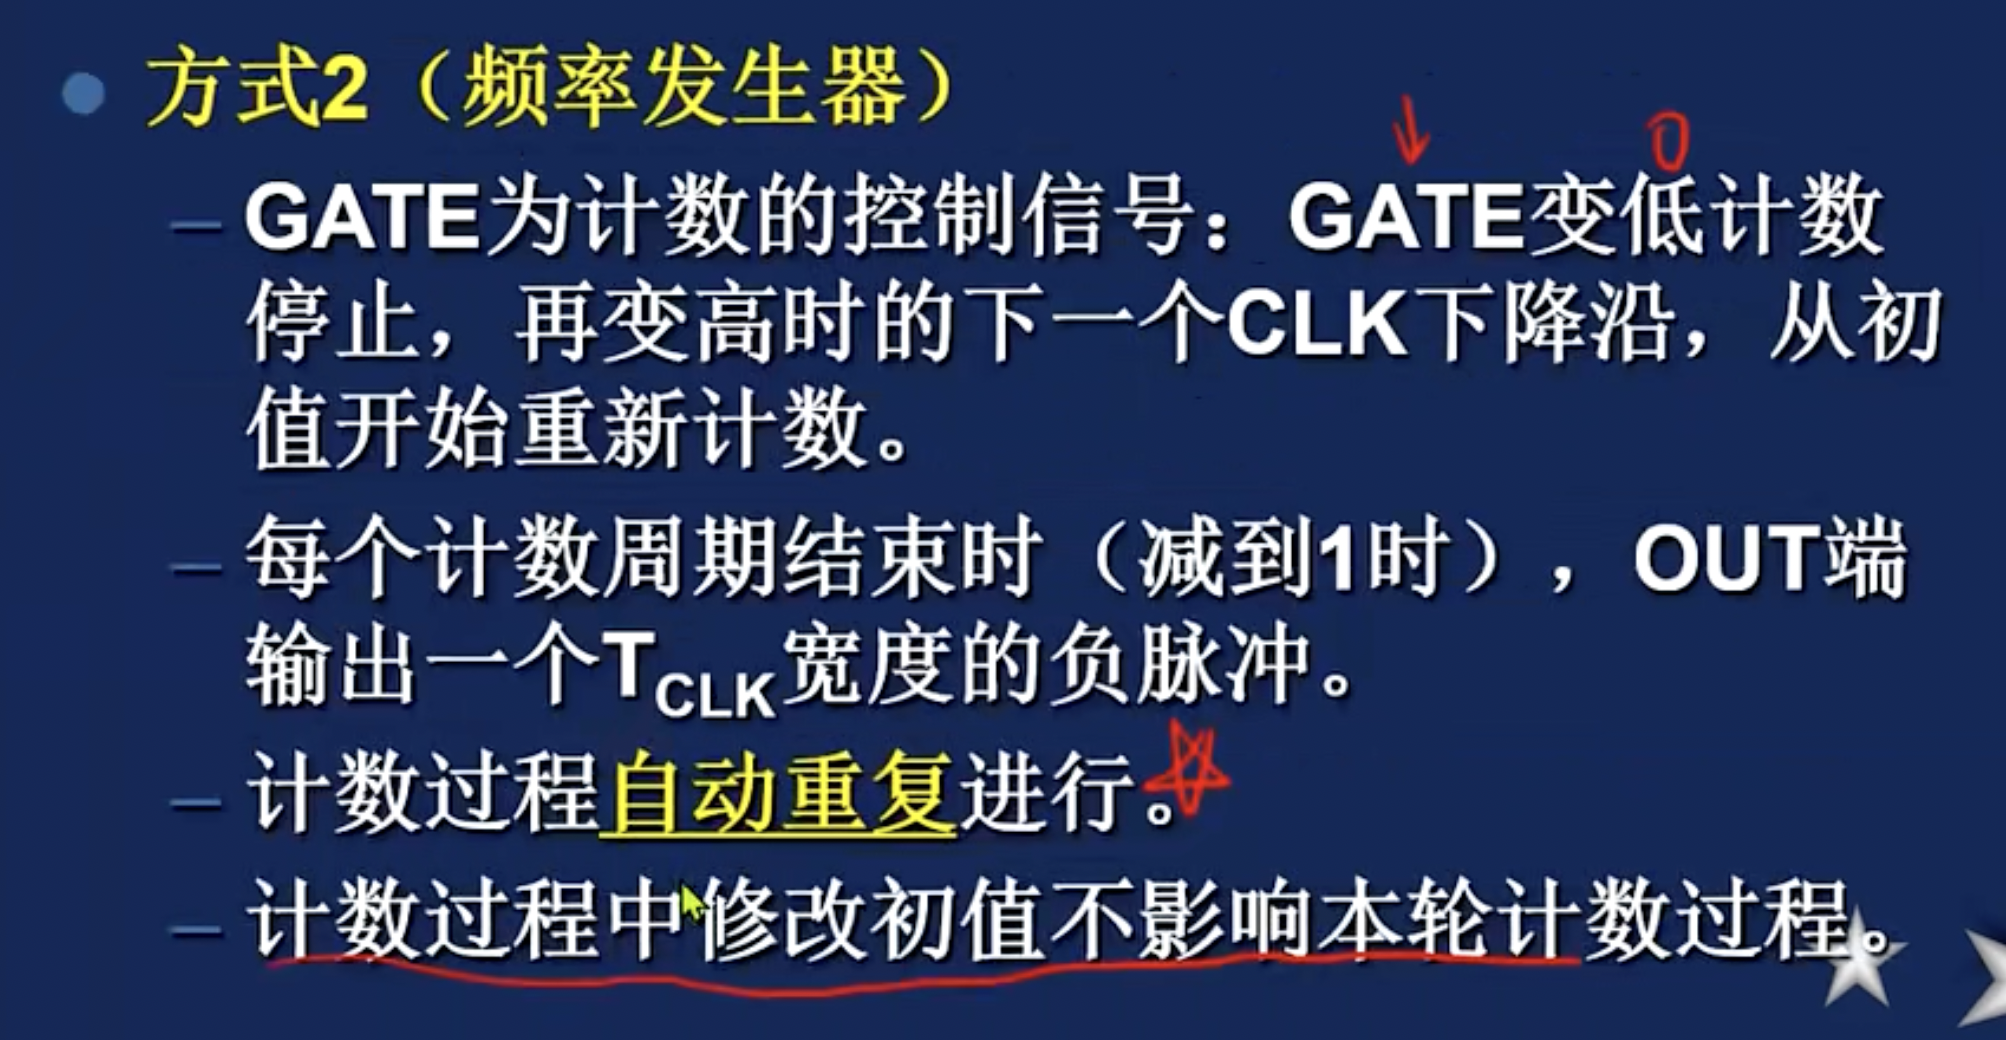 方式2（频率发生器）
0
– GATE为计数的控制信号：GATE变低计数
停止，再变高时的下一个CLK下降沿，从初
值开始重新计数。
– 每个计数周期结束时（减到1时），OUT端
输出一个TCLK宽度的负脉冲。
– 计数过程自动重复进行。
– 计数过程中修改初值不影响本轮计数过程。